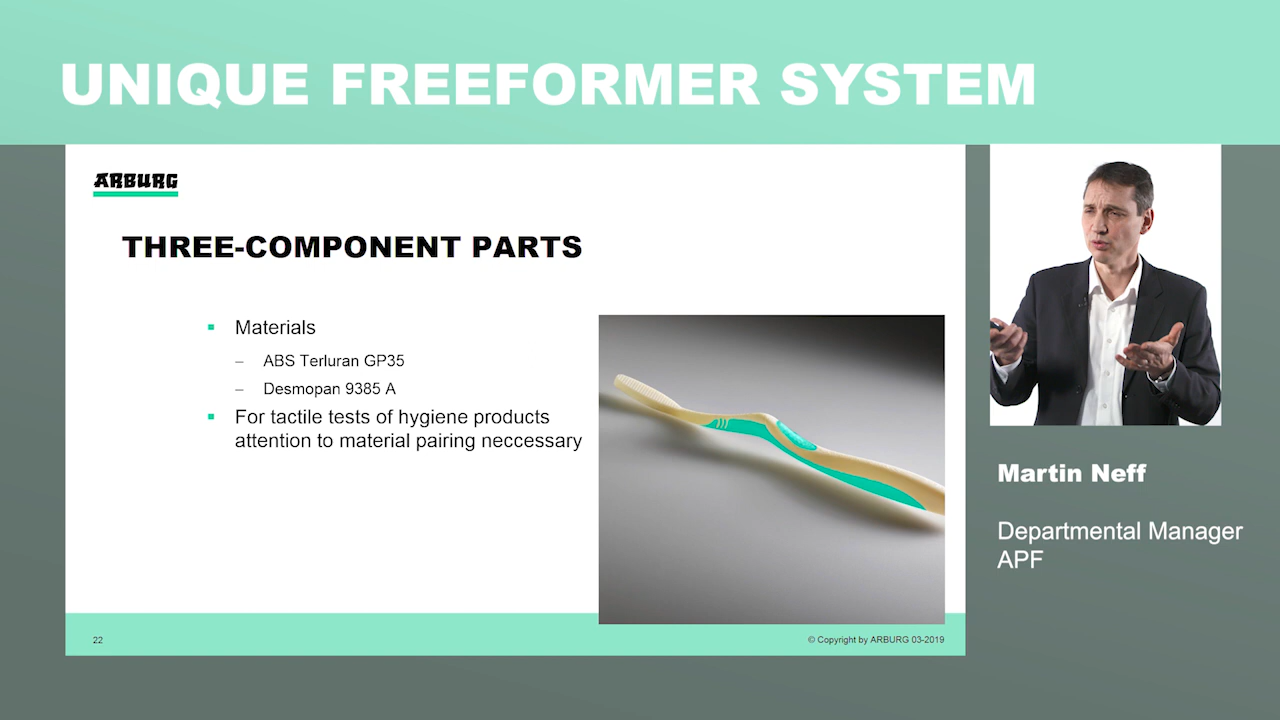 UNIQUE FREEFORMER SYSTEM
ARBURG
THREE-COMPONENT PARTS
▪ Materials
– ABS Terluran GP35
– Desmopan 9385 A
▪ For tactile tests of hygiene products
attention to material pairing neccessary
22
© Copyright by ARBURG 03-2019
Martin Neff
Departmental Manager
APF